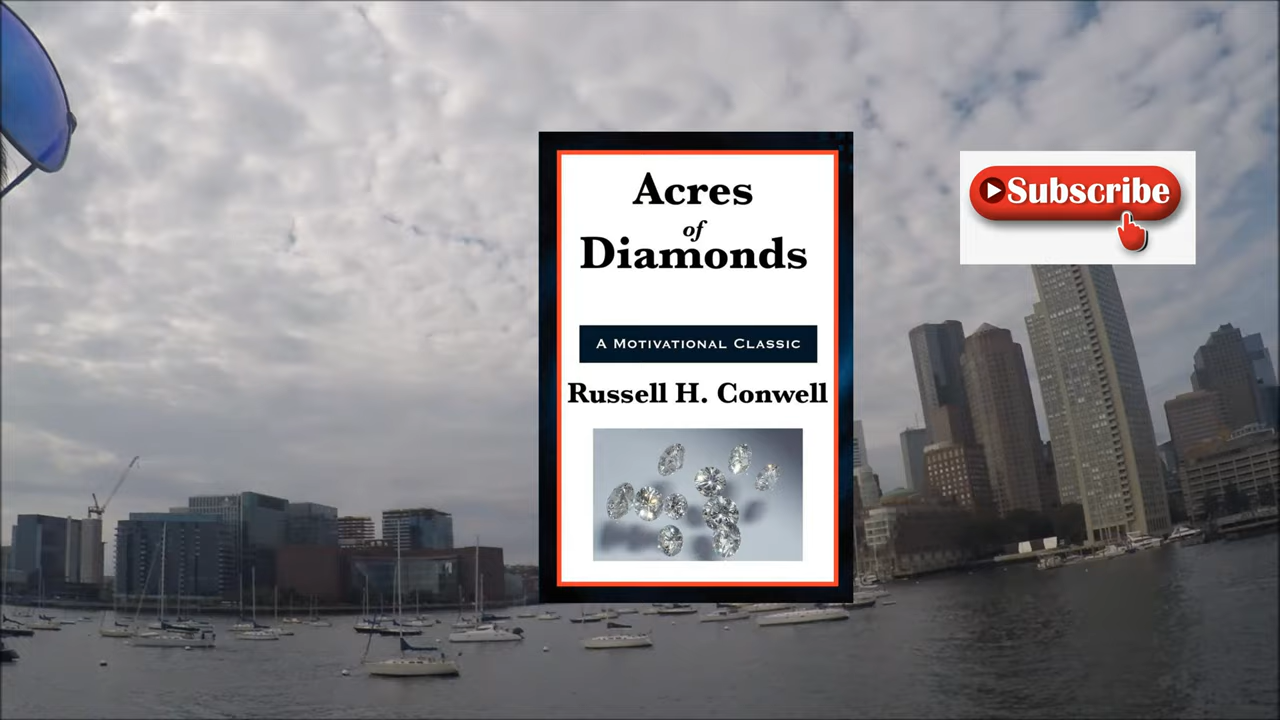 Acres
of
Diamonds
A Motivational Classic
Russell H. Conwell
Subscribe